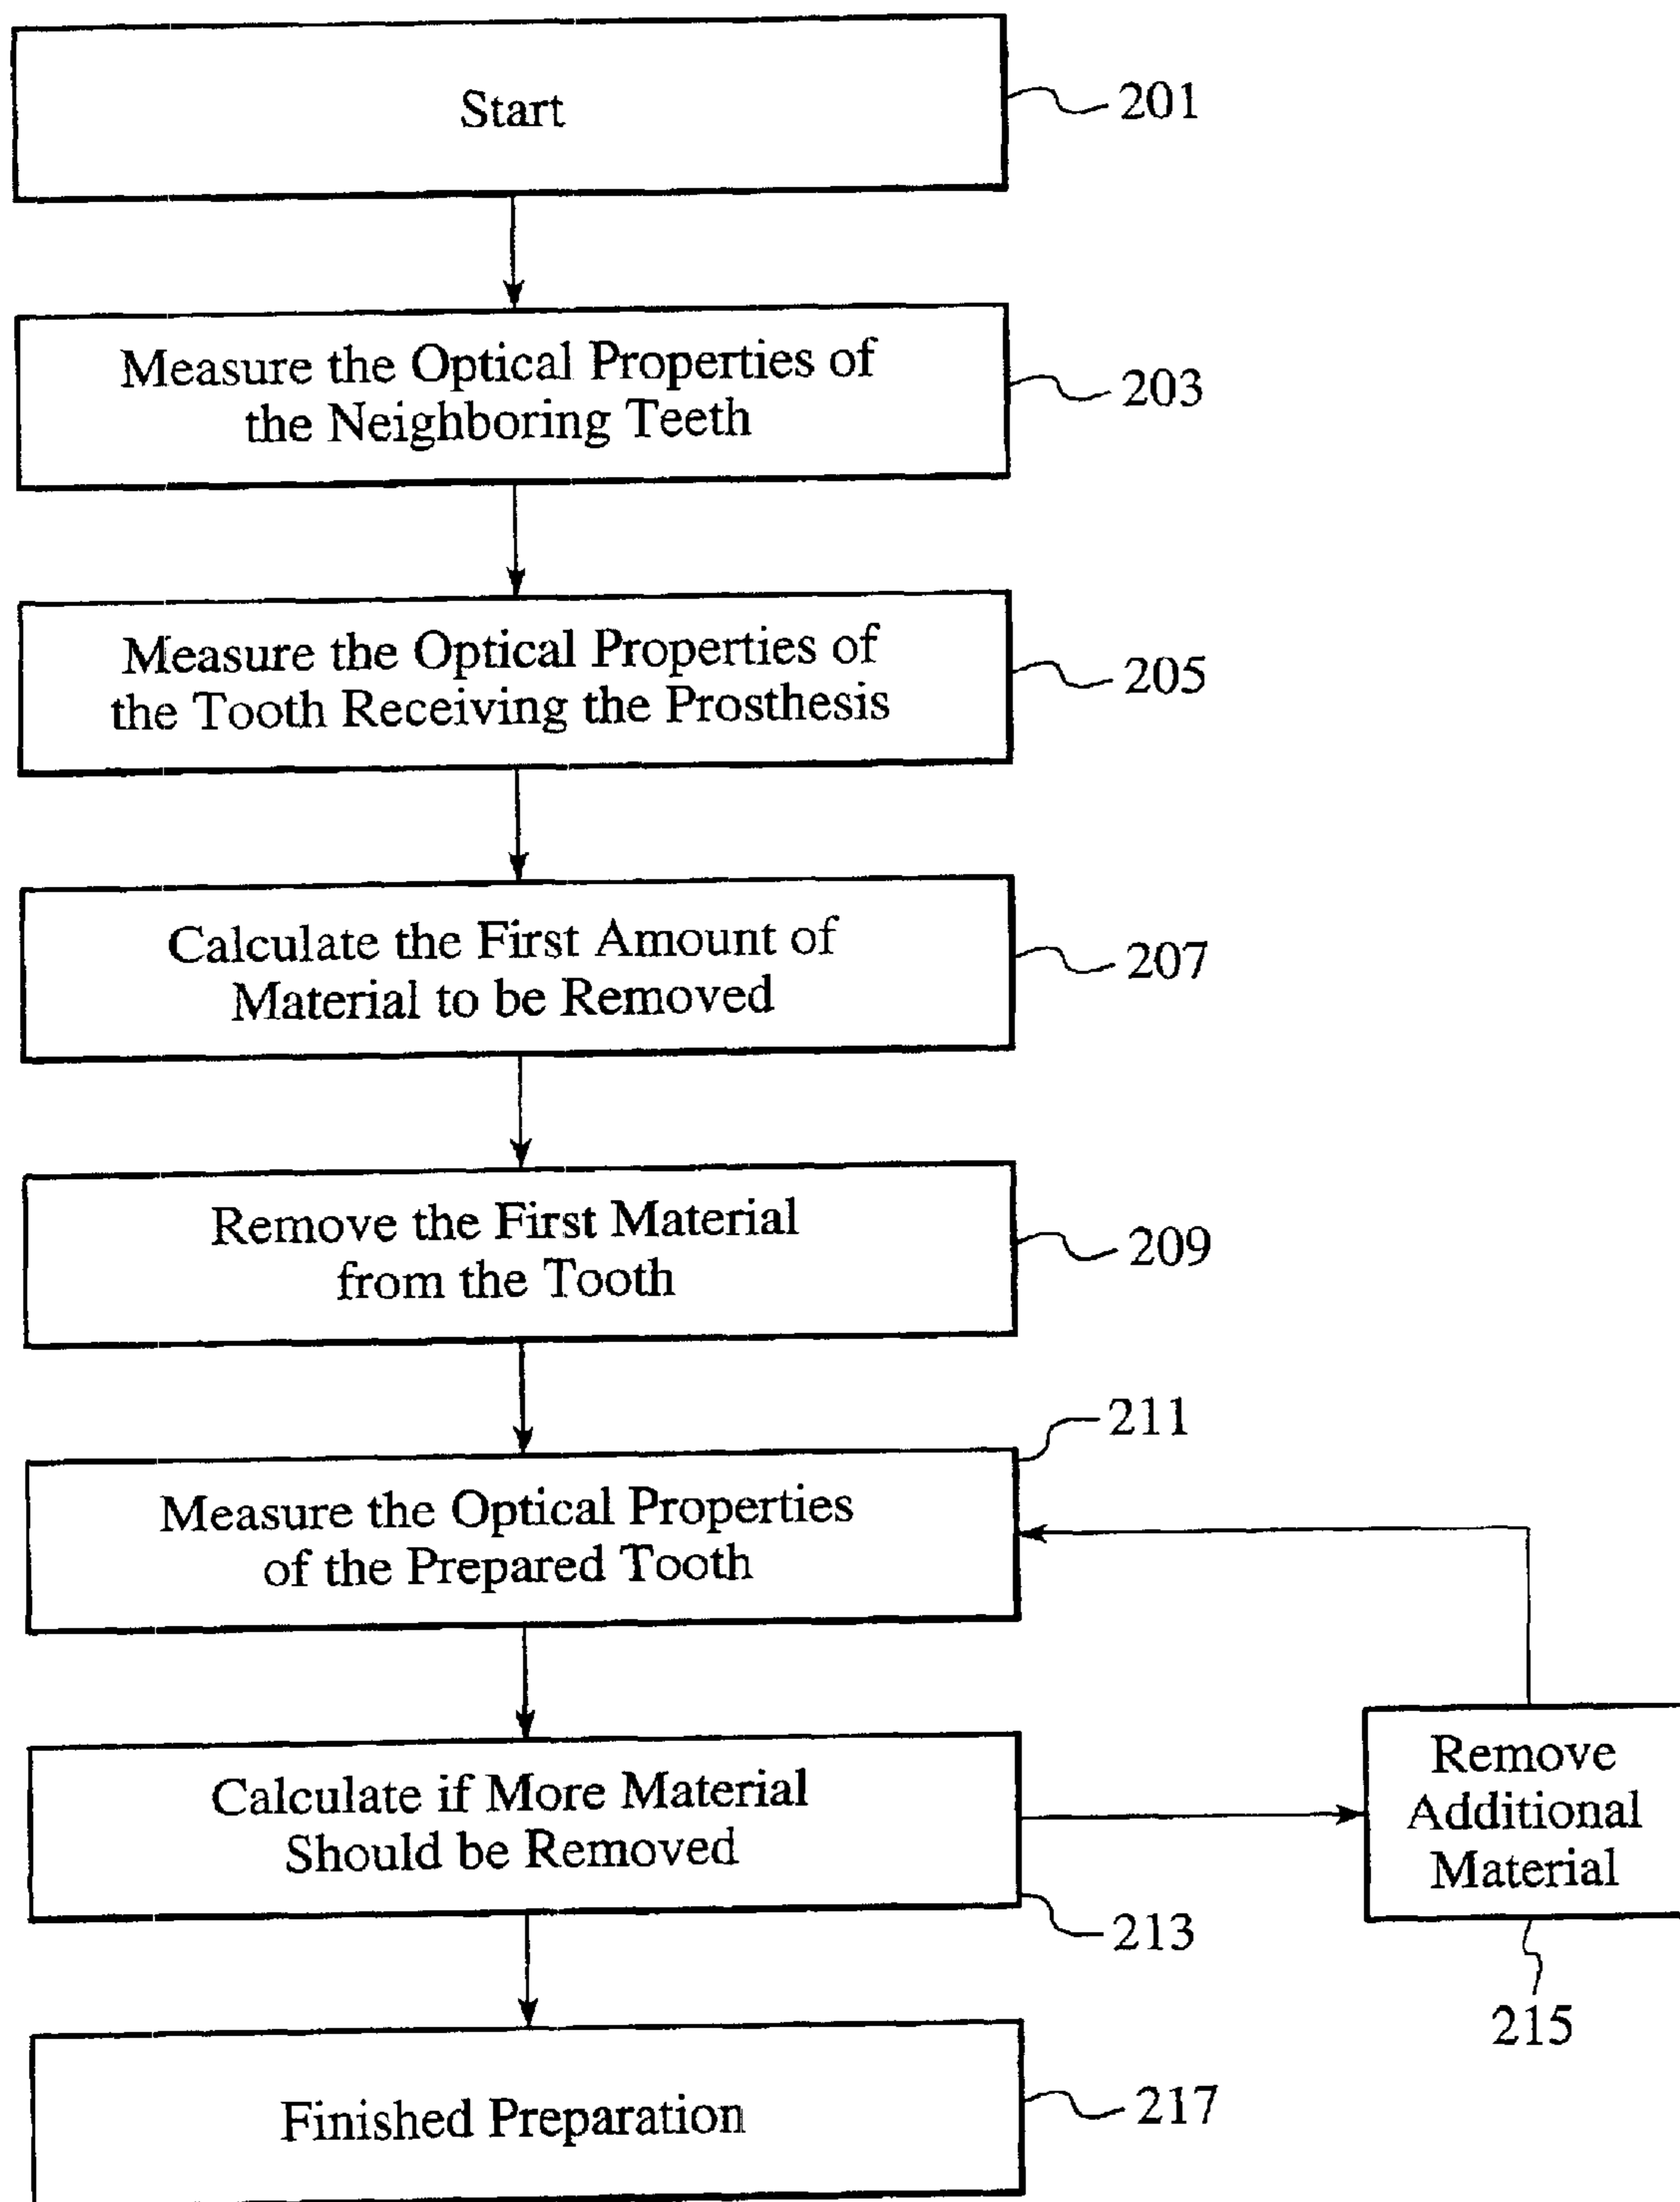 Start
201
Measure the Optical Properties of
the Neighboring Teeth
203
Measure the Optical Properties of
the Tooth Receiving the Prosthesis
205
Calculate the First Amount of
Material to be Removed
207
Remove the First Material
from the Tooth
209
211
Measure the Optical Properties
of the Prepared Tooth
Calculate if More Material
Should be Removed
213
Remove
Additional
Material
215
Finished Preparation
217